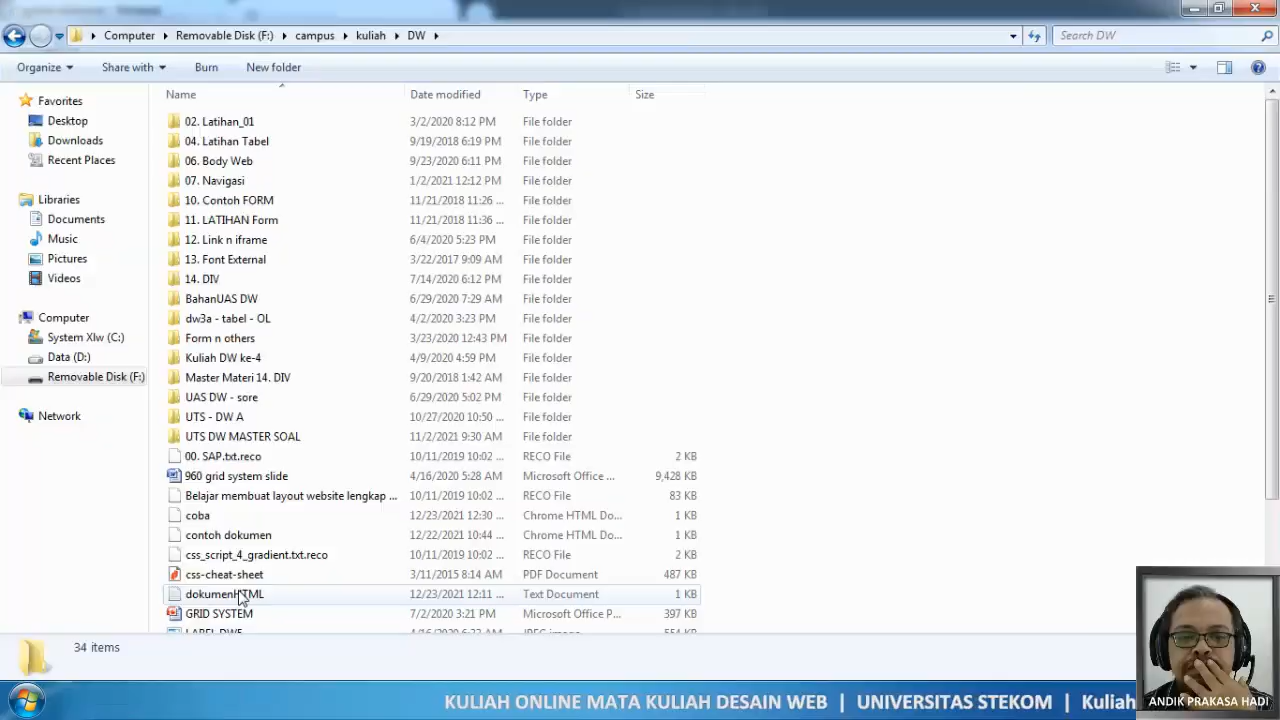 Computer Removable Disk (F:) campus kuliah DW
Search DW
Organize Share with Burn New folder
Name Date modified Type Size
Favorites
Desktop
Downloads
Recent Places
Libraries
Documents
Music
Pictures
Videos
Computer
System Xlw (C:)
Data (D:)
Removable Disk (F:)
Network
02. Latihan_01 3/2/2020 8:12 PM File folder
04. Latihan Tabel 9/19/2018 6:19 PM File folder
06. Body Web 9/23/2020 6:11 PM File folder
07. Navigasi 1/2/2021 12:12 PM File folder
10. Contoh FORM 11/21/2018 11:26 ... File folder
11. LATIHAN Form 11/21/2018 11:36 ... File folder
12. Link n iframe 6/4/2020 5:23 PM File folder
13. Font External 3/22/2017 9:09 AM File folder
14. DIV 7/14/2020 6:12 PM File folder
BahanUAS DW 6/29/2020 7:29 AM File folder
dw3a - tabel - OL 4/2/2020 3:23 PM File folder
Form n others 3/23/2020 12:43 PM File folder
Kuliah DW ke-4 4/9/2020 4:59 PM File folder
Master Materi 14. DIV 9/20/2018 1:42 AM File folder
UAS DW - sore 6/29/2020 5:02 PM File folder
UTS - DW A 10/27/2020 10:50 ... File folder
UTS DW MASTER SOAL 11/2/2021 9:30 AM File folder
00. SAP.txt.reco 10/11/2019 10:02 ... RECO File 2 KB
960 grid system slide 4/16/2020 5:28 AM Microsoft Office ... 9,428 KB
Belajar membuat layout website lengkap ... 10/11/2019 10:02 ... RECO File 83 KB
coba 12/23/2021 12:30 ... Chrome HTML Do... 1 KB
contoh dokumen 12/22/2021 10:44 ... Chrome HTML Do... 1 KB
css_script_4_gradient.txt.reco 10/11/2019 10:02 ... RECO File 2 KB
css-cheat-sheet 3/11/2015 8:14 AM PDF Document 487 KB
dokumenHTML 12/23/2021 12:11 ... Text Document 1 KB
GRID SYSTEM 7/2/2020 3:21 PM Microsoft Office P... 397 KB
34 items
KULIAH ONLINE MATA KULIAH DESAIN WEB | UNIVERSITAS STEKOM | Kuliah
ANDIK PRAKASA HADI